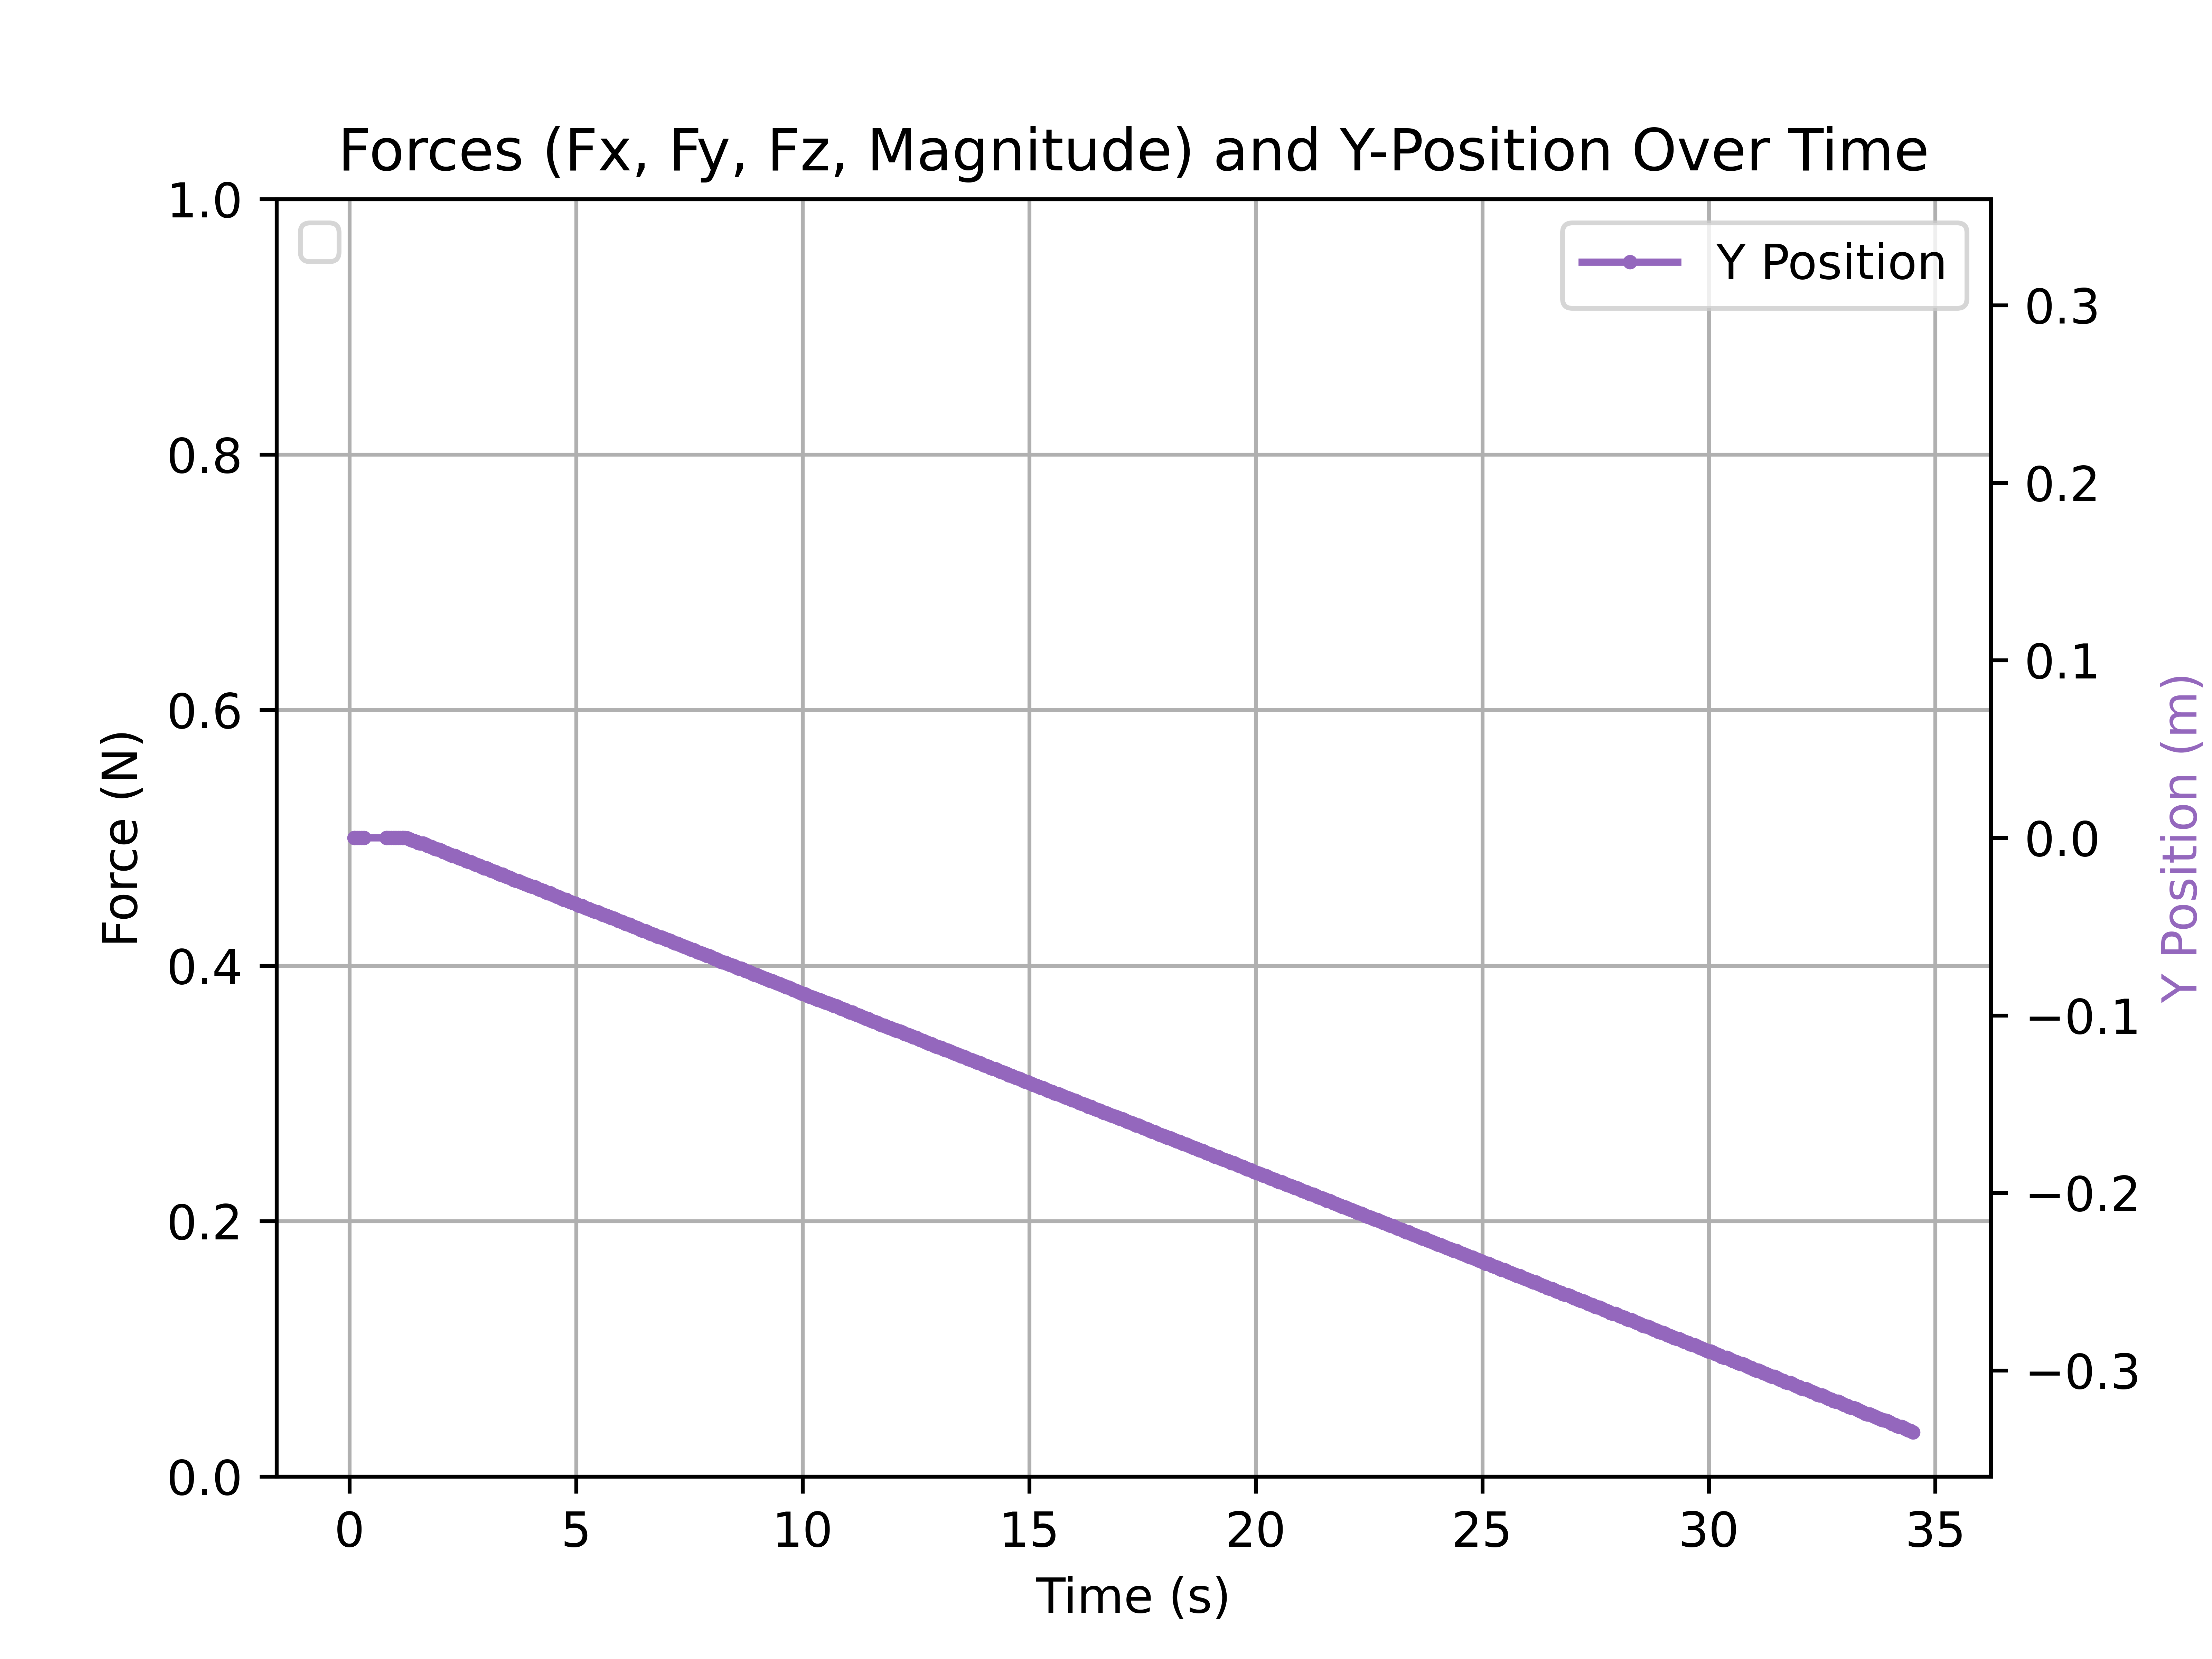 Forces (Fx, Fy, Fz, Magnitude) and Y-Position Over Time
Y Position
Force (N)
1.0
0.8
0.6
0.4
0.2
0.0
0.3
0.2
0.1
0.0
−0.1
−0.2
−0.3
Y Position (m)
0 5 10 15 20 25 30 35
Time (s)